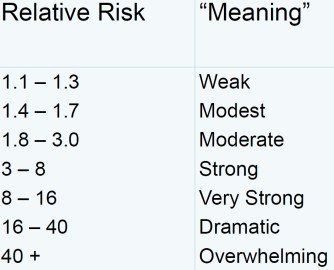 Relative Risk “Meaning”
1.1 – 1.3 Weak
1.4 – 1.7 Modest
1.8 – 3.0 Moderate
3 – 8 Strong
8 – 16 Very Strong
16 – 40 Dramatic
40 + Overwhelming